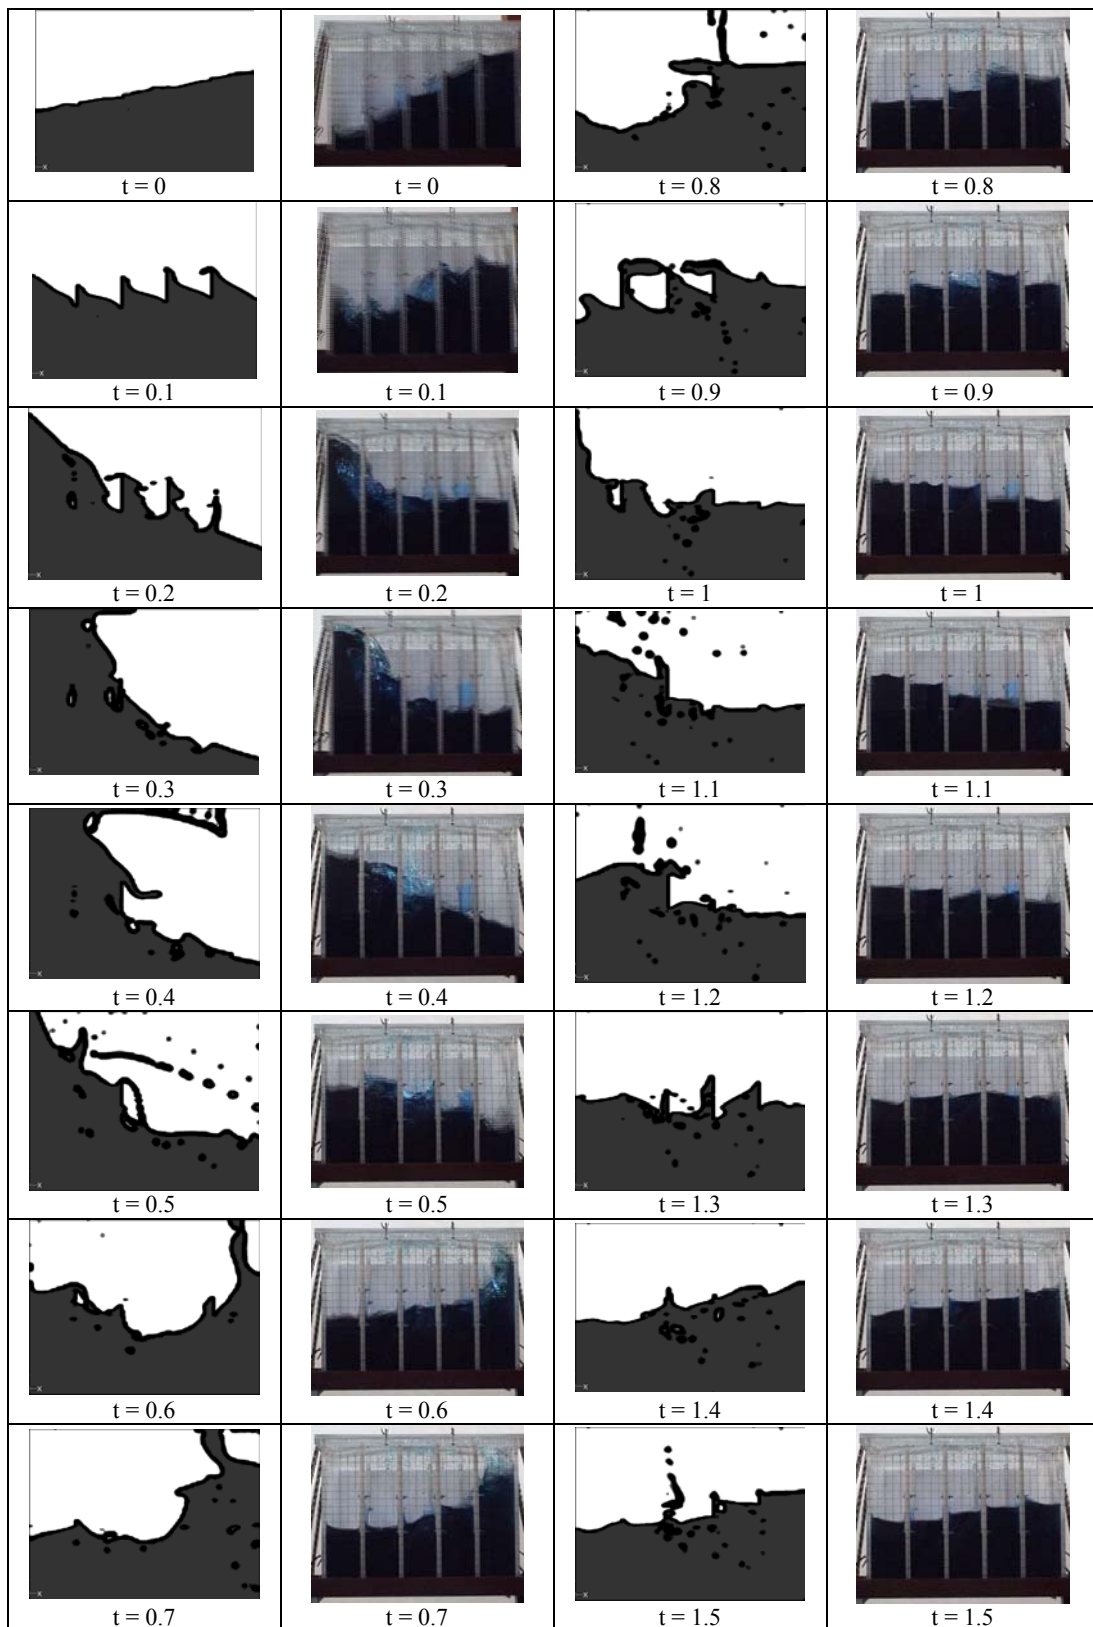 t = 0
t = 0
t = 0.8
t = 0.8
t = 0.1
t = 0.1
t = 0.9
t = 0.9
t = 0.2
t = 0.2
t = 1
t = 1
t = 0.3
t = 0.3
t = 1.1
t = 1.1
t = 0.4
t = 0.4
t = 1.2
t = 1.2
t = 0.5
t = 0.5
t = 1.3
t = 1.3
t = 0.6
t = 0.6
t = 1.4
t = 1.4
t = 0.7
t = 0.7
t = 1.5
t = 1.5